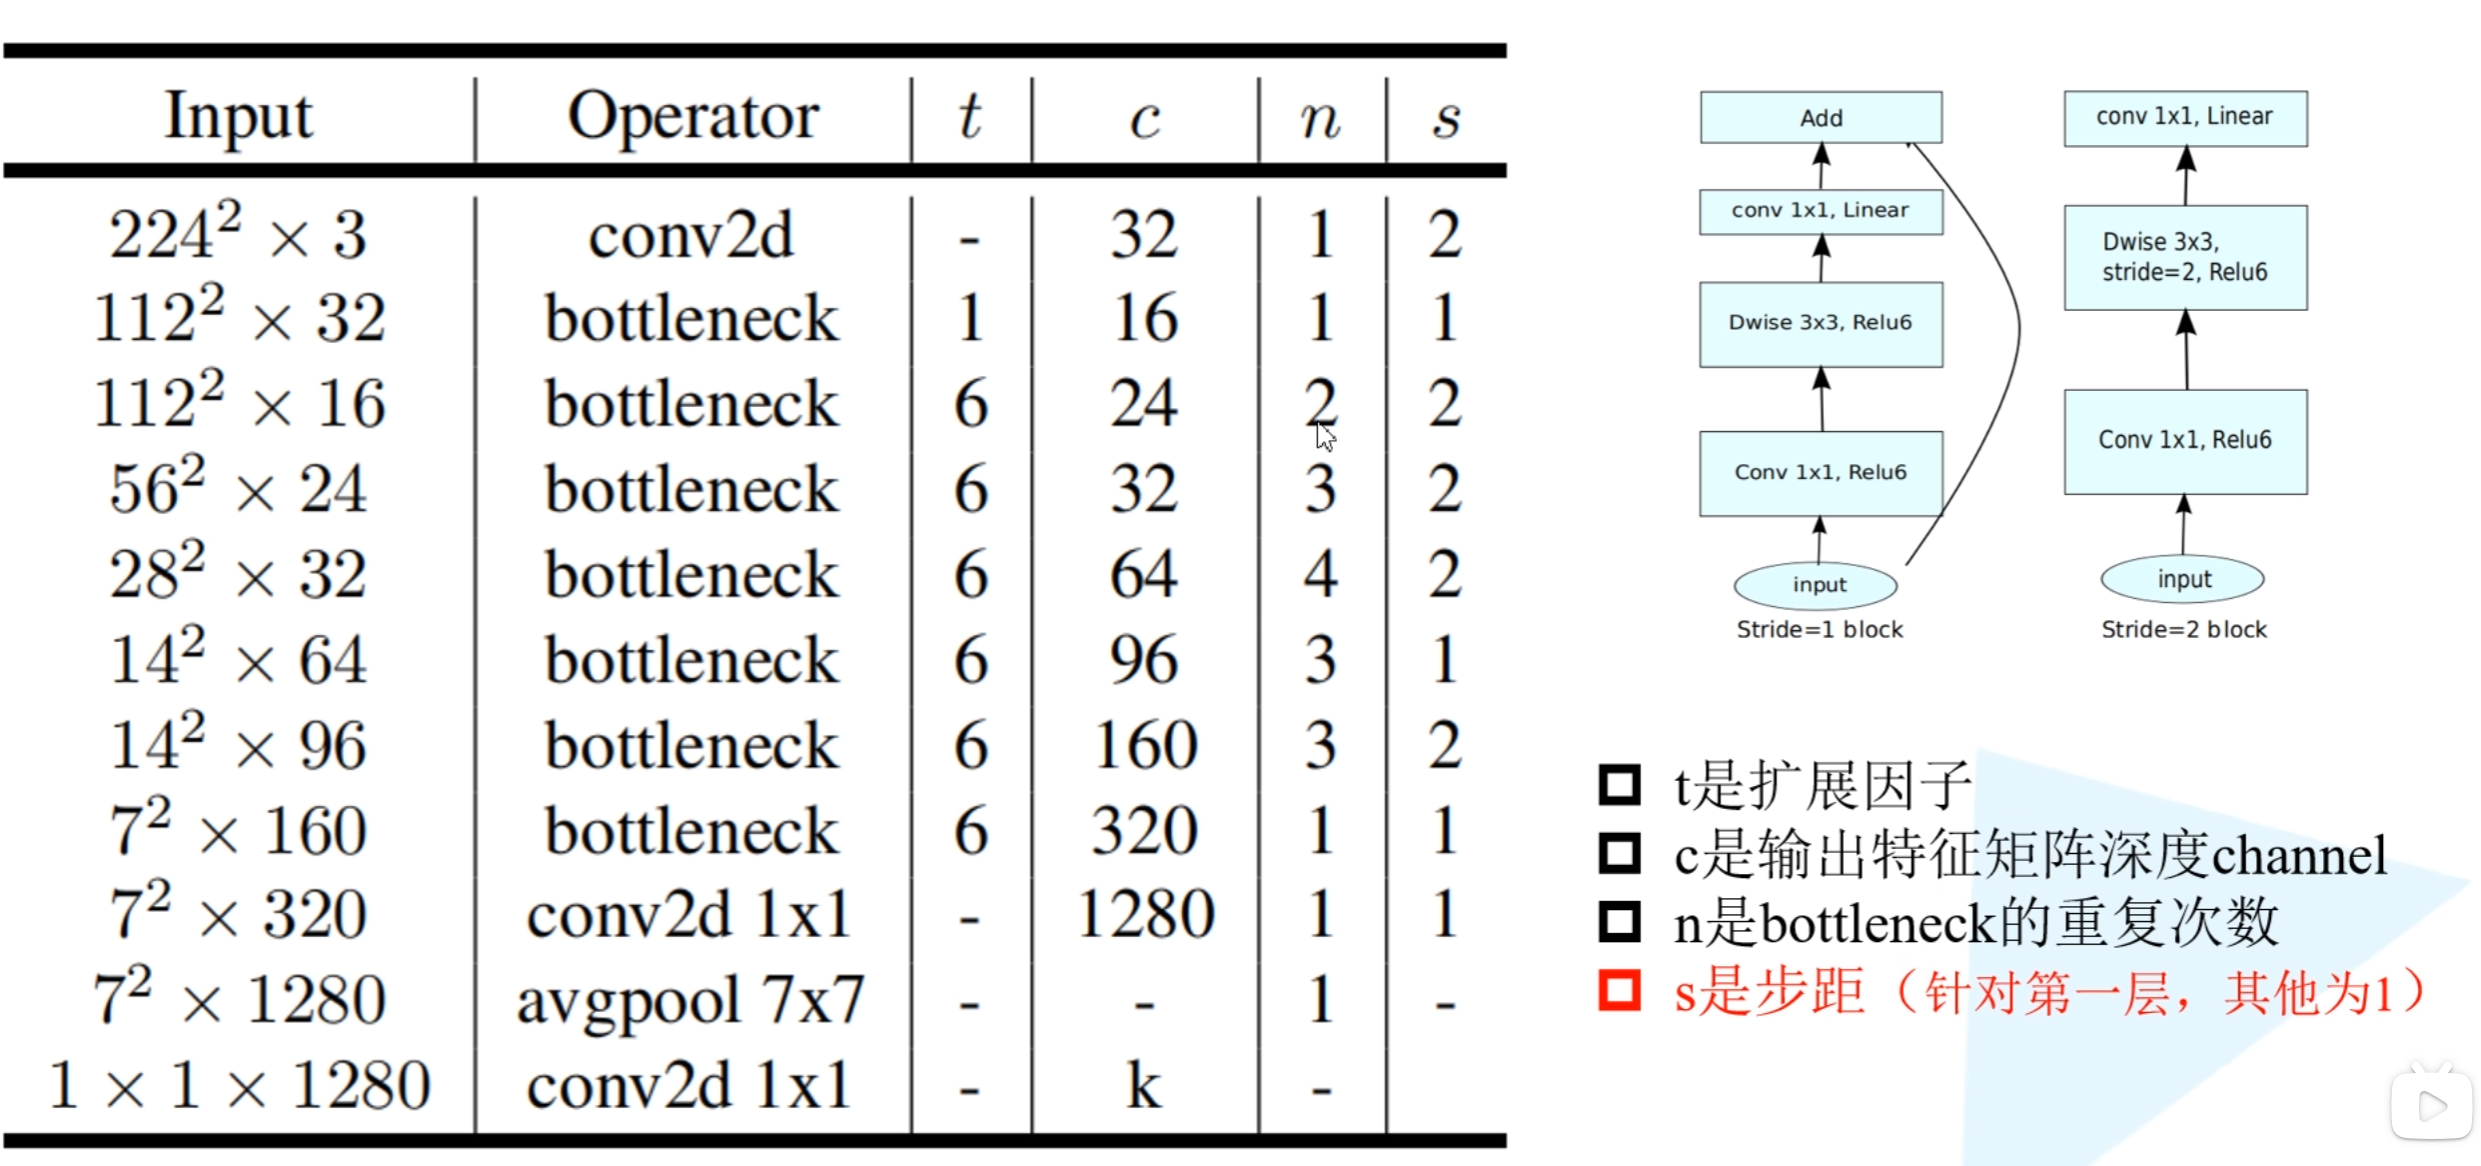 Input Operator t c n s
224² × 3 conv2d - 32 1 2
112² × 32 bottleneck 1 16 1 1
112² × 16 bottleneck 6 24 2 2
56² × 24 bottleneck 6 32 3 2
28² × 32 bottleneck 6 64 4 2
14² × 64 bottleneck 6 96 3 1
14² × 96 bottleneck 6 160 3 2
7² × 160 bottleneck 6 320 1 1
7² × 320 conv2d 1x1 - 1280 1 1
7² × 1280 avgpool 7x7 - - 1 -
1 × 1 × 1280 conv2d 1x1 - k -
Add
conv 1x1, Linear
Dwise 3x3, Relu6
Conv 1x1, Relu6
input
Stride=1 block
conv 1x1, Linear
Dwise 3x3,
stride=2, Relu6
Conv 1x1, Relu6
input
Stride=2 block
t是扩展因子
c是输出特征矩阵深度channel
n是bottleneck的重复次数
s是步距（针对第一层，其他为1）